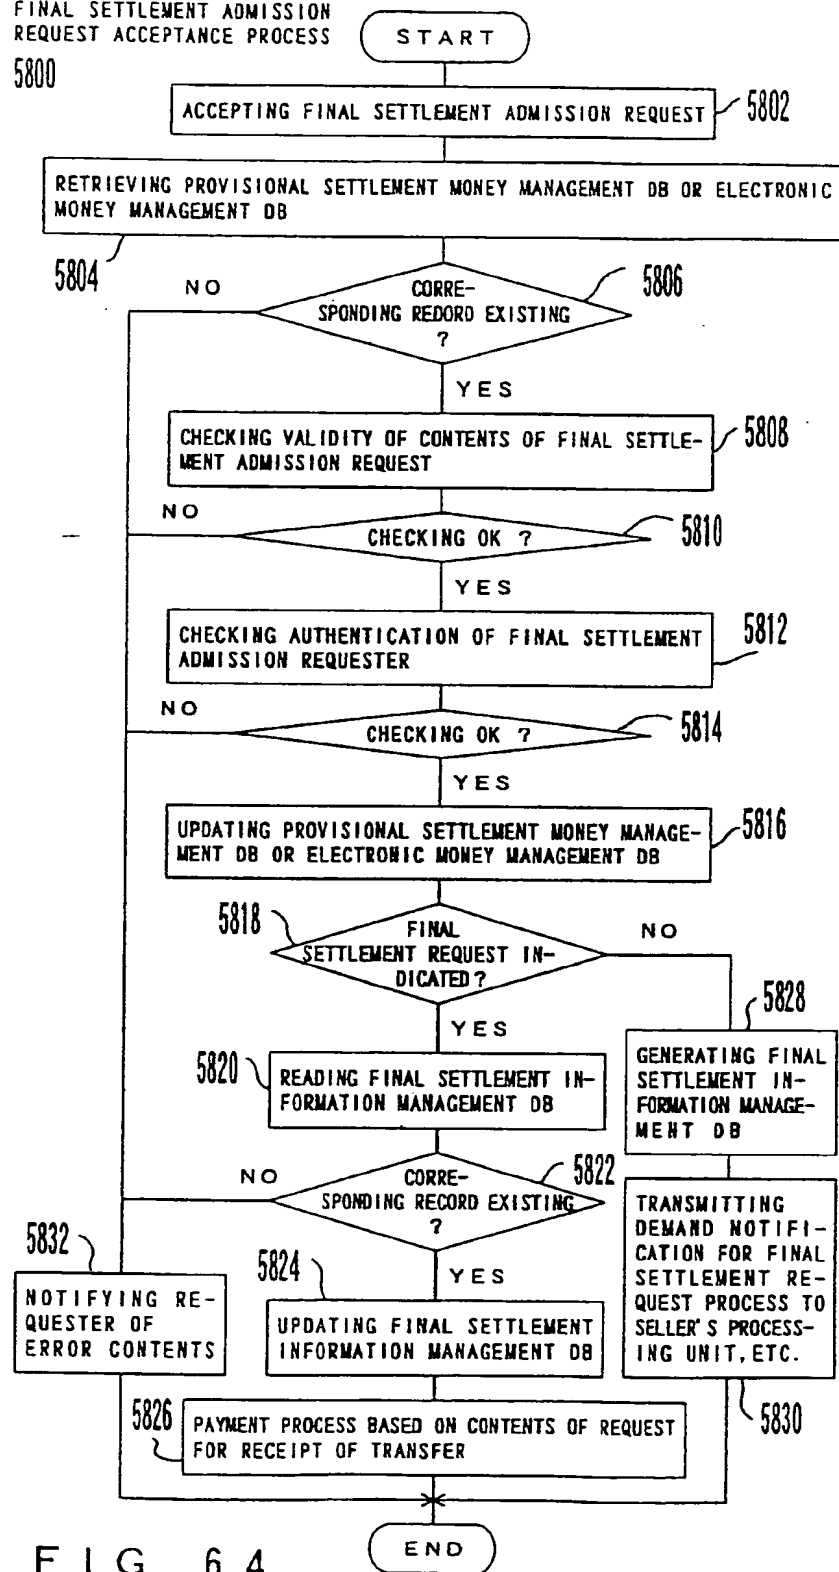 FINAL SETTLEMENT ADMISSION
REQUEST ACCEPTANCE PROCESS
5800
START
ACCEPTING FINAL SETTLEMENT ADMISSION REQUEST
5802
RETRIEVING PROVISIONAL SETTLEMENT MONEY MANAGEMENT DB OR ELECTRONIC
MONEY MANAGEMENT DB
5804
NO
CORRE-
SPONDING REDORD EXISTING
?
5806
YES
CHECKING VALIDITY OF CONTENTS OF FINAL SETTLE-
MENT ADMISSION REQUEST
5808
NO
CHECKING OK ?
5810
YES
CHECKING AUTHENTICATION OF FINAL SETTLEMENT
ADMISSION REQUESTER
5812
NO
CHECKING OK ?
5814
YES
UPDATING PROVISIONAL SETTLEMENT MONEY MANAGE-
MENT DB OR ELECTRONIC MONEY MANAGEMENT DB
5816
5818
FINAL
SETTLEMENT REQUEST IN-
DICATED?
NO
YES
5828
GENERATING FINAL
SETTLEMENT IN-
FORMATION MANAGE-
MENT DB
5820
READING FINAL SETTLEMENT IN-
FORMATION MANAGEMENT DB
NO
CORRE-
SPONDING RECORD EXISTING
?
5822
YES
TRANSMITTING
DEMAND NOTIFI-
CATION FOR FINAL
SETTLEMENT RE-
QUEST PROCESS TO
SELLER'S PROCESS-
ING UNIT, ETC.
5830
5832
NOTIFYING RE-
QUESTER OF
ERROR CONTENTS
5824
UPDATING FINAL SETTLEMENT
INFORMATION MANAGEMENT DB
5826
PAYMENT PROCESS BASED ON CONTENTS OF REQUEST
FOR RECEIPT OF TRANSFER
END
FIG. 64